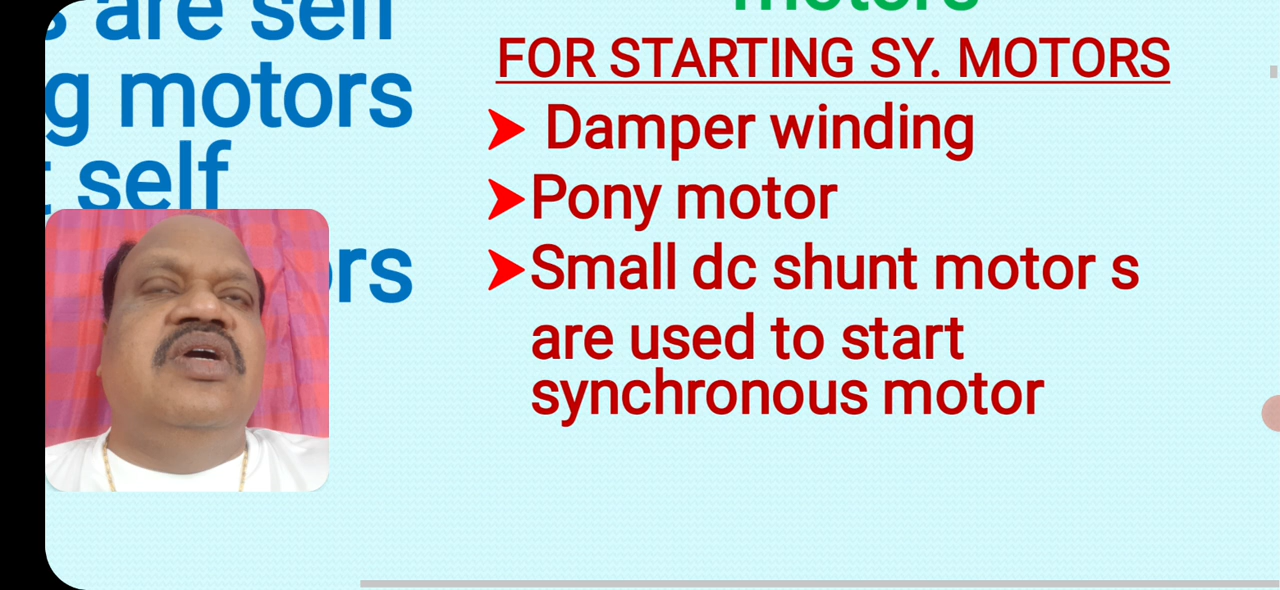 are self
motors
self
motors
FOR STARTING SY. MOTORS
➤ Damper winding
➤Pony motor
➤Small dc shunt motor s
are used to start
synchronous motor